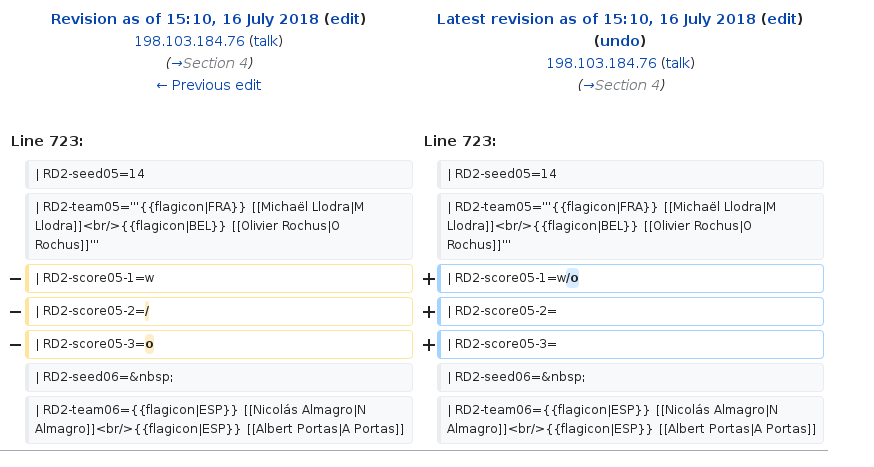 Revision as of 15:10, 16 July 2018 (edit)
198.103.184.76 (talk)
(→Section 4)
← Previous edit
Latest revision as of 15:10, 16 July 2018 (edit)
(undo)
198.103.184.76 (talk)
(→Section 4)
Line 723:
Line 723:
| RD2-seed05=14
| RD2-seed05=14
| RD2-team05='''{{flagicon|FRA}} [[Michaël Llodra|M
Llodra]]<br/>{{flagicon|BEL}} [[Olivier Rochus|O
Rochus]]'''
| RD2-team05='''{{flagicon|FRA}} [[Michaël Llodra|M
Llodra]]<br/>{{flagicon|BEL}} [[Olivier Rochus|O
Rochus]]'''
− | RD2-score05-1=w
+ | RD2-score05-1=w/o
− | RD2-score05-2=/
+ | RD2-score05-2=
− | RD2-score05-3=o
+ | RD2-score05-3=
| RD2-seed06=&nbsp;
| RD2-seed06=&nbsp;
| RD2-team06={{flagicon|ESP}} [[Nicolás Almagro|N
Almagro]]<br/>{{flagicon|ESP}} [[Albert Portas|A Portas]]
| RD2-team06={{flagicon|ESP}} [[Nicolás Almagro|N
Almagro]]<br/>{{flagicon|ESP}} [[Albert Portas|A Portas]]